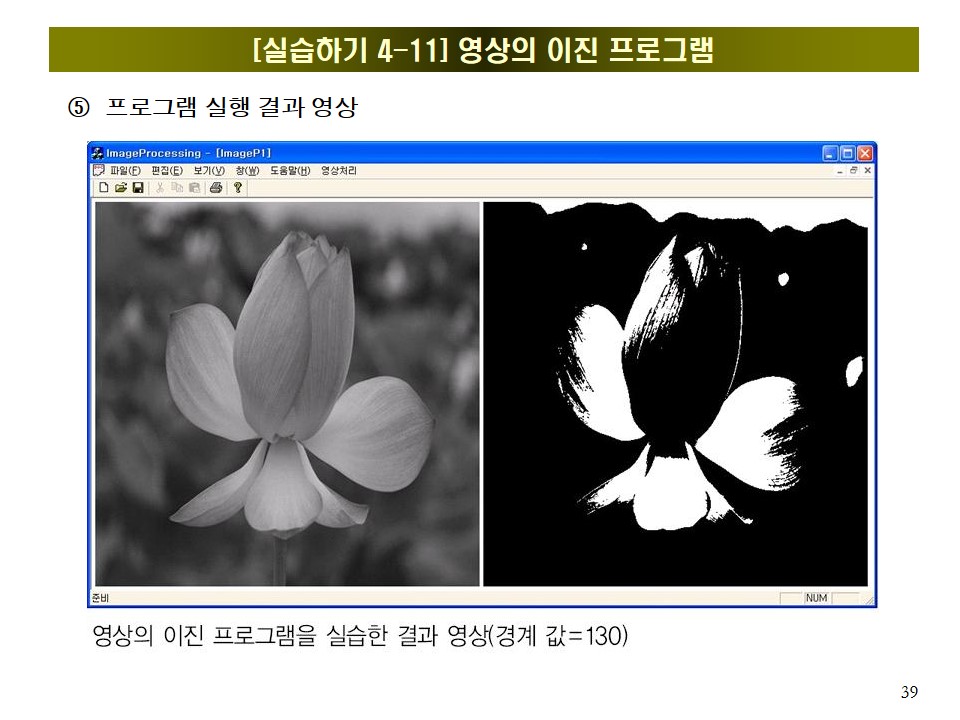 [실습하기 4-11] 영상의 이진 프로그램
⑤ 프로그램 실행 결과 영상
ImageProcessing - [ImageP1]
파일(F) 편집(E) 보기(V) 창(W) 도움말(H) 영상처리
준비 NUM
영상의 이진 프로그램을 실습한 결과 영상(경계 값=130)
39